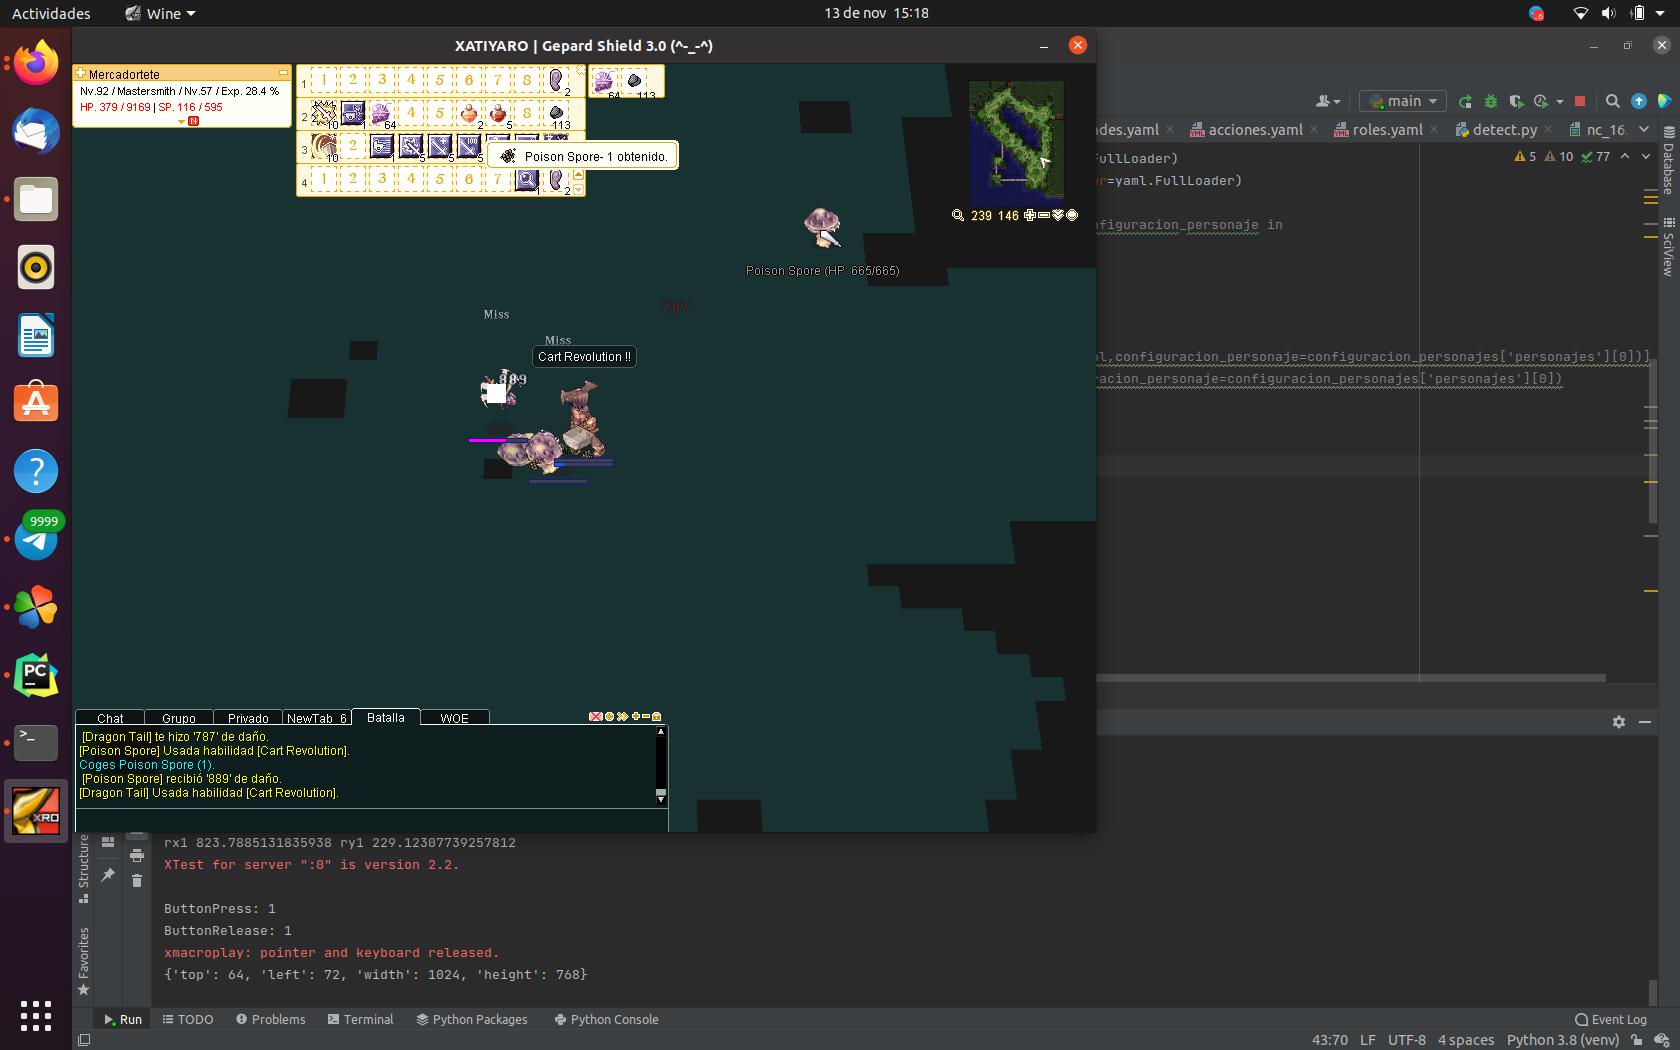 Actividades
Wine
13 de nov 15:18
XATIYARO | Gepard Shield 3.0 (^-_-^)
Mercadortete
Nv.92 / Mastersmith / Nv.57 / Exp. 28.4 %
HP. 379 / 9169 | SP. 116 / 595
N
1 1 2 3 4 5 6 7 8 2
64 113
2 10 64 4 5 2 5 8 113
3 10 2 1 5 5 5
Poison Spore- 1 obtenido.
4 1 2 3 4 5 6 7 1 2
239 146
Poison Spore (HP: 665/665)
787
Miss
Miss
Cart Revolution !!
889
Chat
Grupo
Privado
NewTab 6
Batalla
WOE
[Dragon Tail] te hizo '787' de daño.
[Poison Spore] Usada habilidad [Cart Revolution].
Coges Poison Spore (1).
[Poison Spore] recibió '889' de daño.
[Dragon Tail] Usada habilidad [Cart Revolution].
main
des.yaml
acciones.yaml
roles.yaml
detect.py
nc_16.
FullLoader)
5 10 77
r=yaml.FullLoader)
nfiguracion_personaje in
l,configuracion_personaje=configuracion_personajes['personajes'][0])]
racion_personaje=configuracion_personajes['personajes'][0])
Database
SciView
9999
PC
>_
XRO
Structure
Favorites
rx1 823.7885131835938 ry1 229.12307739257812
XTest for server ":0" is version 2.2.
ButtonPress: 1
ButtonRelease: 1
xmacroplay: pointer and keyboard released.
{'top': 64, 'left': 72, 'width': 1024, 'height': 768}
Run
TODO
Problems
Terminal
Python Packages
Python Console
Event Log
43:70 LF UTF-8 4 spaces Python 3.8 (venv)